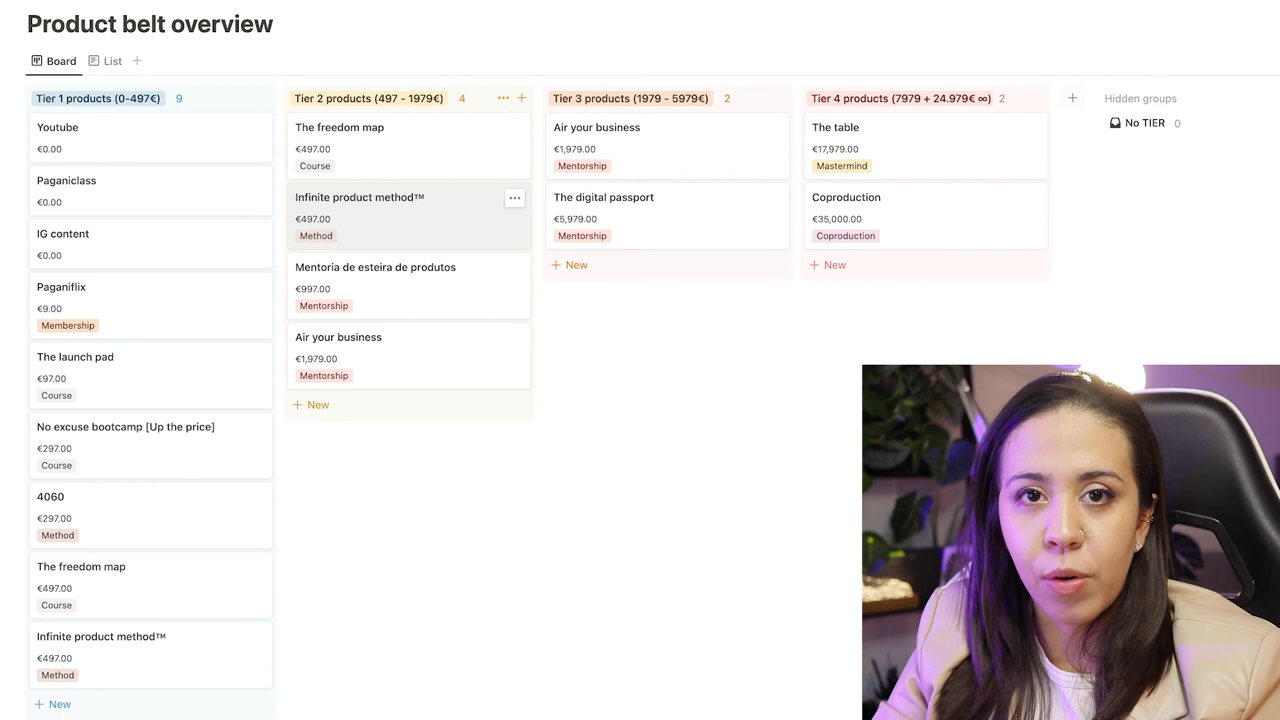 Product belt overview
Board
List
Tier 1 products (0-497€) 9
Youtube
€0.00
Paganiclass
€0.00
IG content
€0.00
Paganiflix
€9.00
Membership
The launch pad
€97.00
Course
No excuse bootcamp [Up the price]
€297.00
Course
4060
€297.00
Method
The freedom map
€497.00
Course
Infinite product method™
€497.00
Method
New
Tier 2 products (497 - 1979€) 4
The freedom map
€497.00
Course
Infinite product method™
€497.00
Method
Mentoria de esteira de produtos
€997.00
Mentorship
Air your business
€1,979.00
Mentorship
New
Tier 3 products (1979 - 5979€) 2
Air your business
€1,979.00
Mentorship
The digital passport
€5,979.00
Mentorship
New
Tier 4 products (7979 + 24.979€ ∞) 2
The table
€17,979.00
Mastermind
Coproduction
€35,000.00
Coproduction
New
Hidden groups
No TIER 0